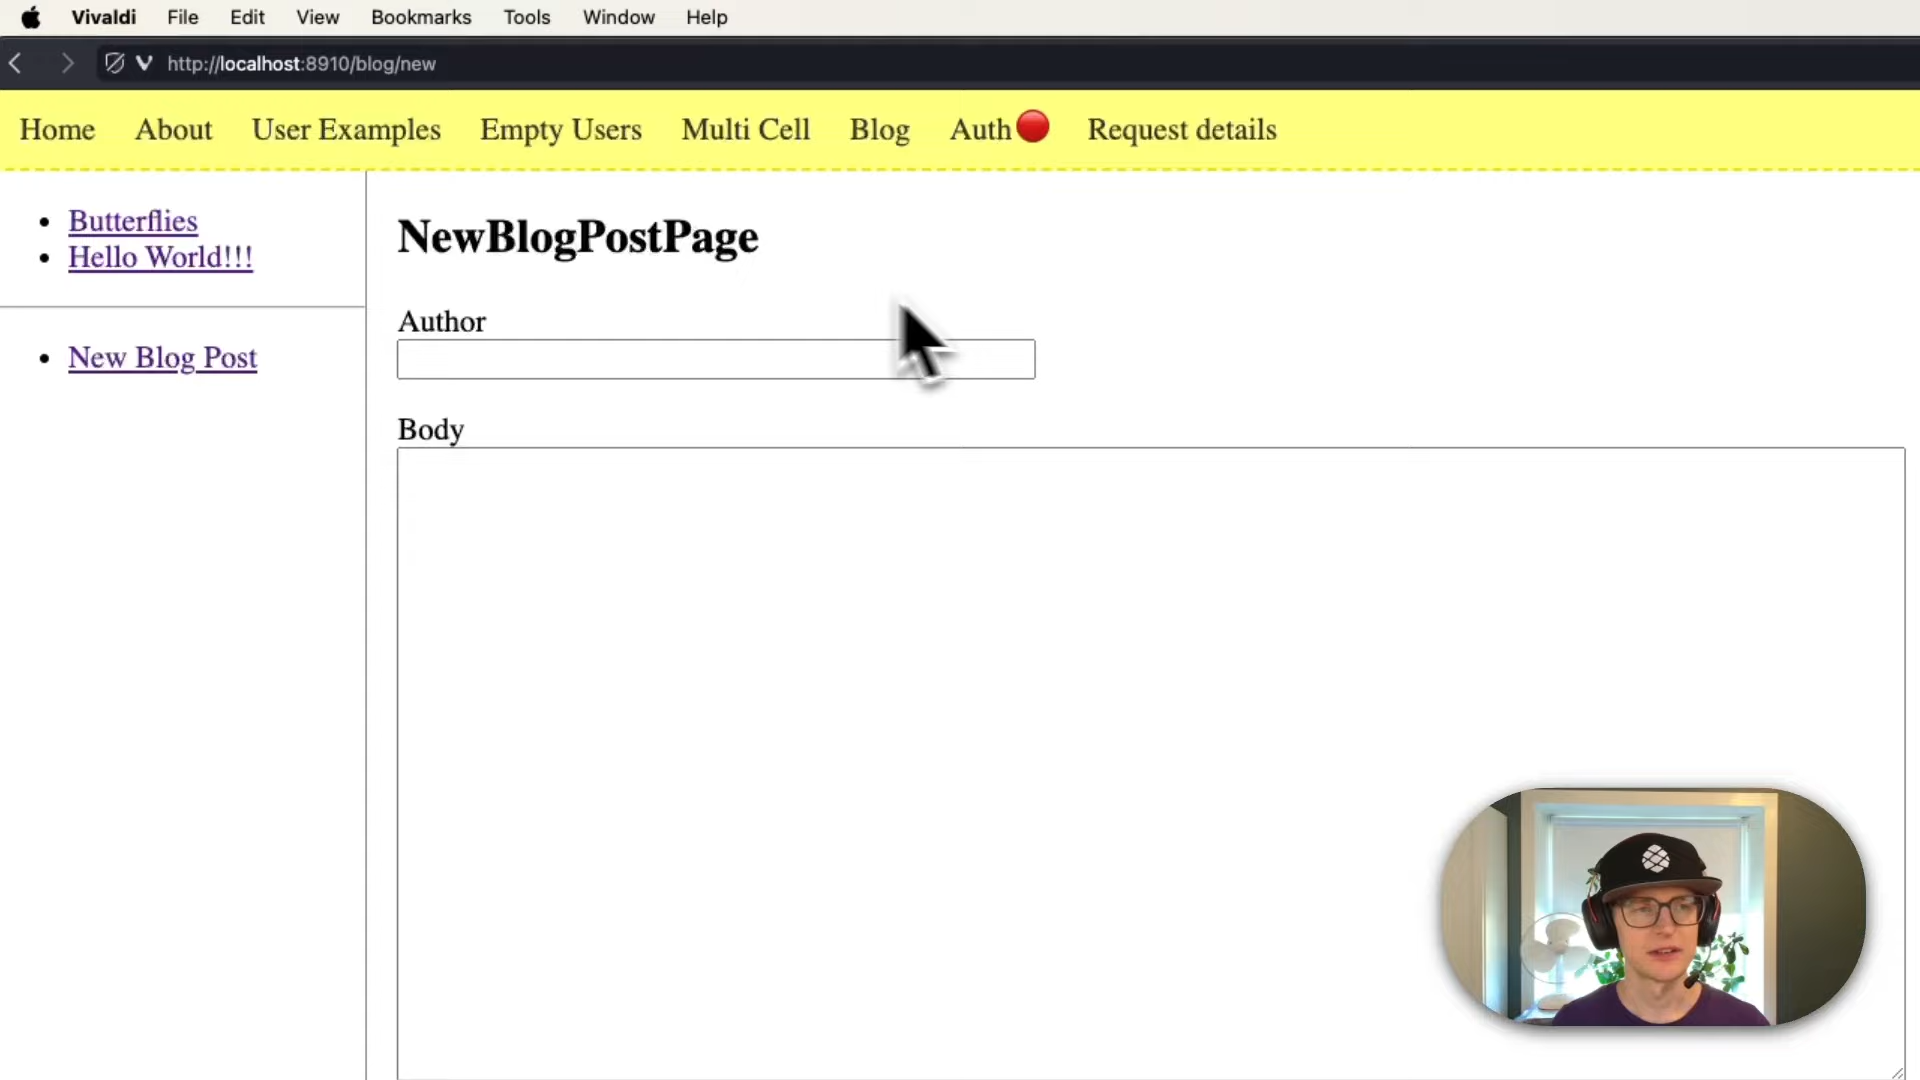 Vivaldi File Edit View Bookmarks Tools Window Help
http://localhost:8910/blog/new
Home About User Examples Empty Users Multi Cell Blog Auth🔴 Request details
Butterflies
Hello World!!!
New Blog Post
NewBlogPostPage
Author
Body